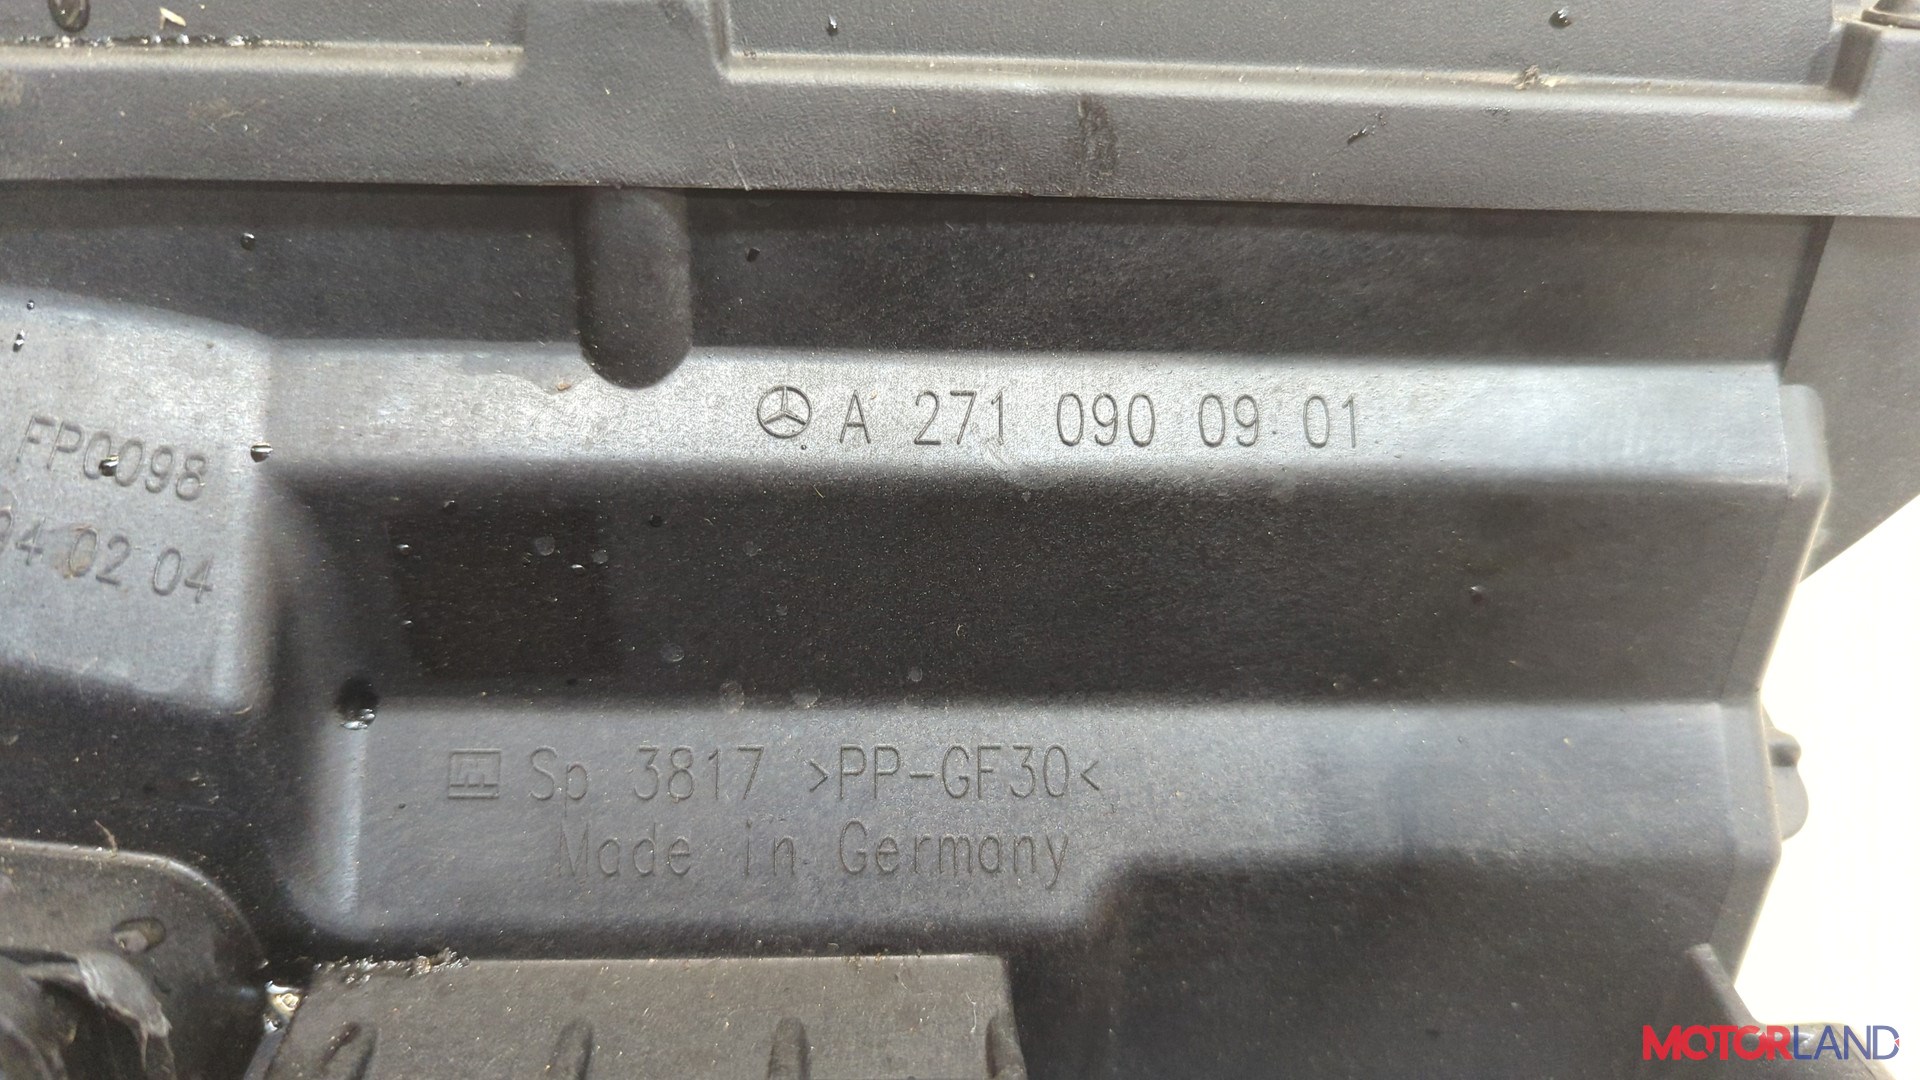 A 271 090 09 01
FP0098
94 02 04
Sp 3817 >PP-GF30<
Made in Germany
MOTORLAND